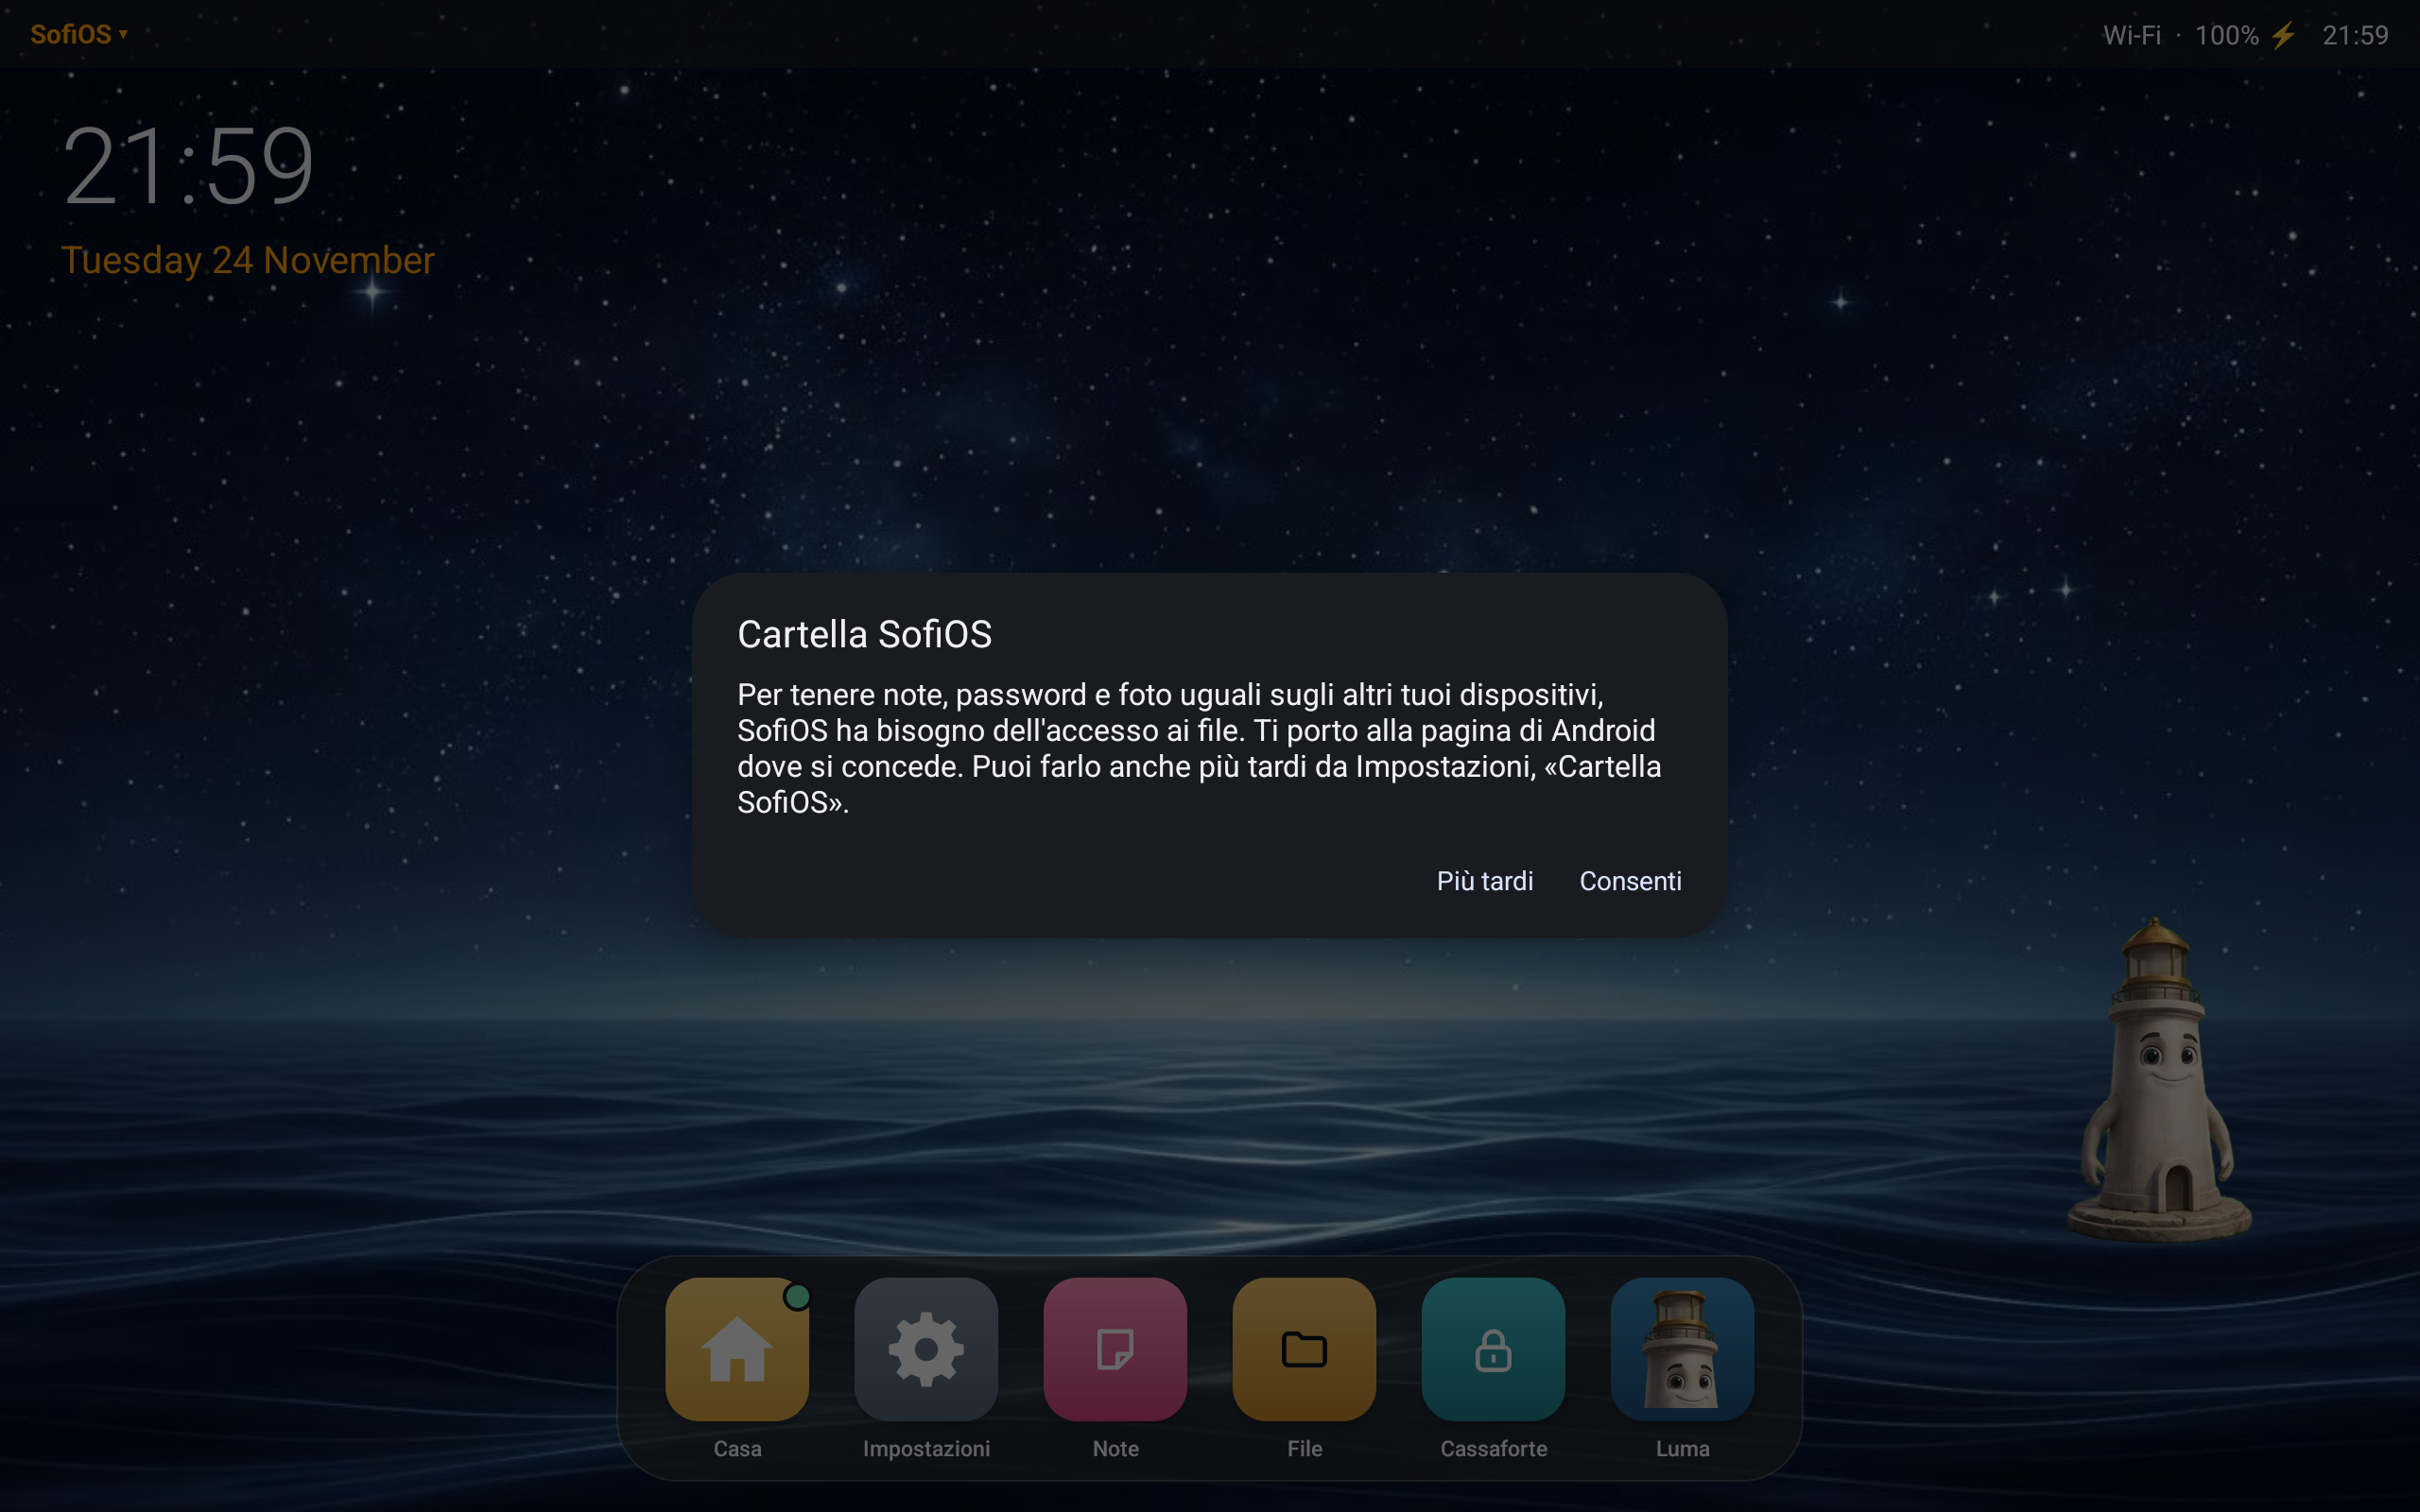 SofiOS ▾
Wi-Fi · 100% ⚡ 21:59
21:59
Tuesday 24 November
Cartella SofiOS
Per tenere note, password e foto uguali sugli altri tuoi dispositivi,
SofiOS ha bisogno dell'accesso ai file. Ti porto alla pagina di Android
dove si concede. Puoi farlo anche più tardi da Impostazioni, «Cartella
SofiOS».
Più tardi Consenti
Casa Impostazioni Note File Cassaforte Luma